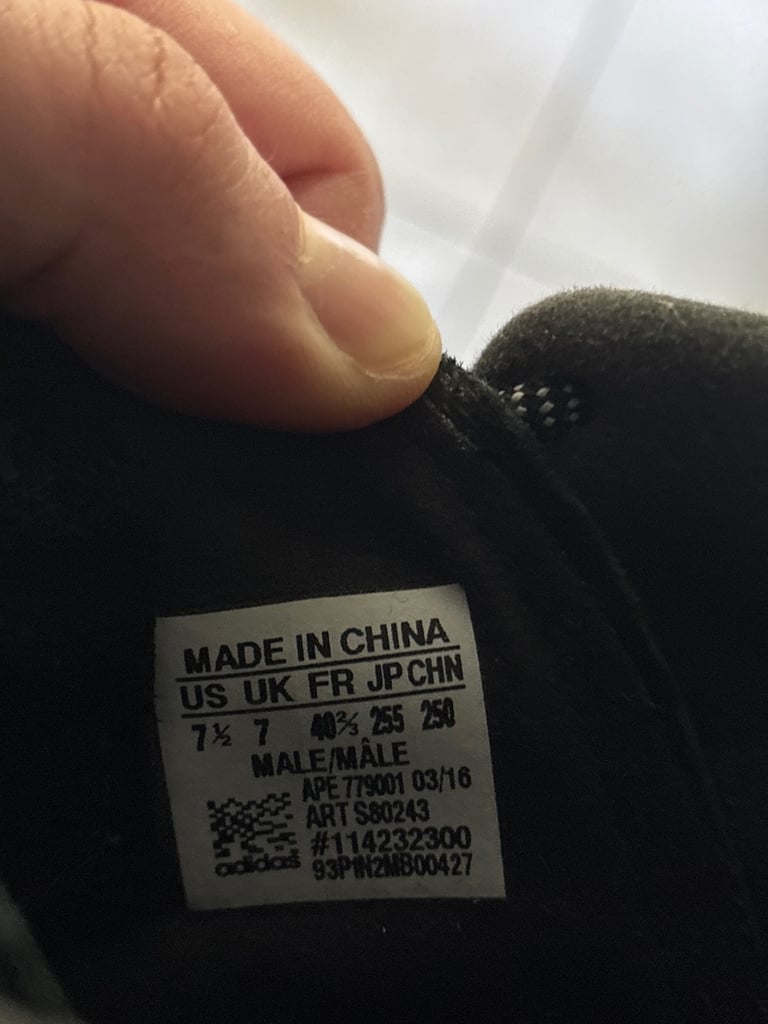 MADE IN CHINA
US UK FR JP CHN
7½ 7 40⅔ 255 250
MALE/MÂLE
APE 779001 03/16
ART S80243
#114232300
adidas 93P1N2MB00427